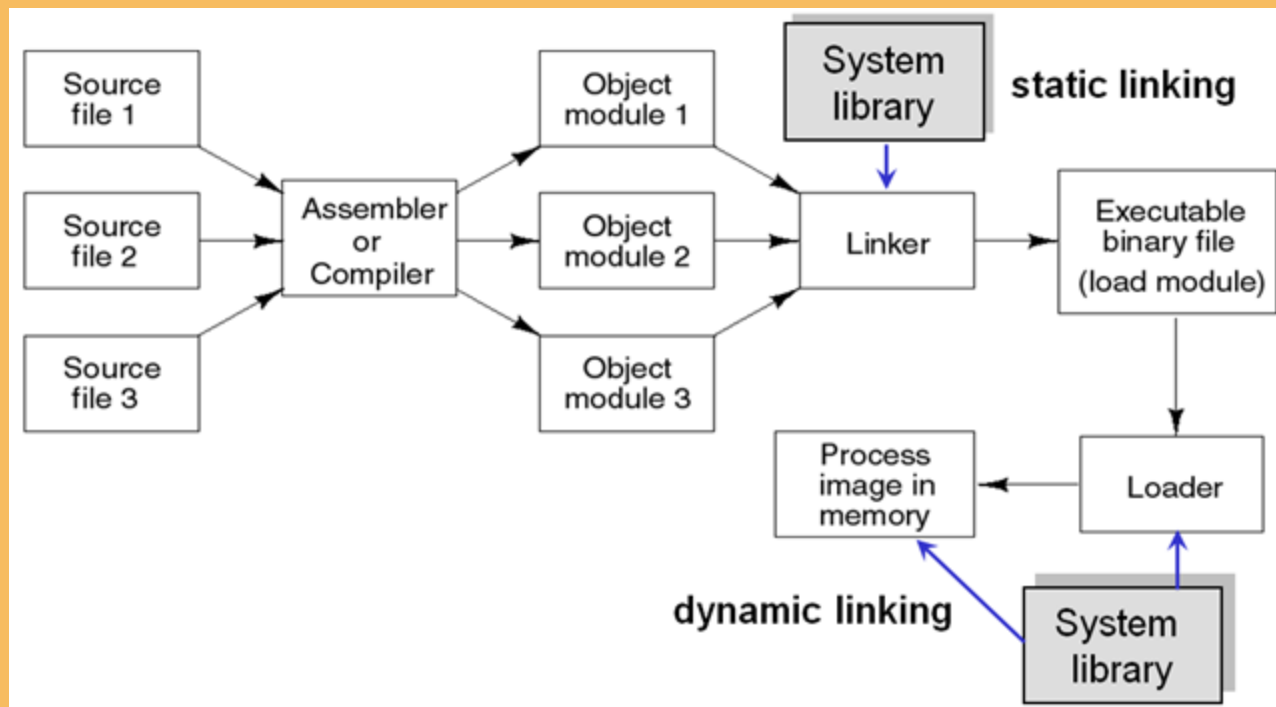 Source
file 1
Source
file 2
Source
file 3
Assembler
or
Compiler
Object
module 1
Object
module 2
Object
module 3
System
library
static linking
Linker
Executable
binary file
(load module)
Loader
Process
image in
memory
dynamic linking
System
library